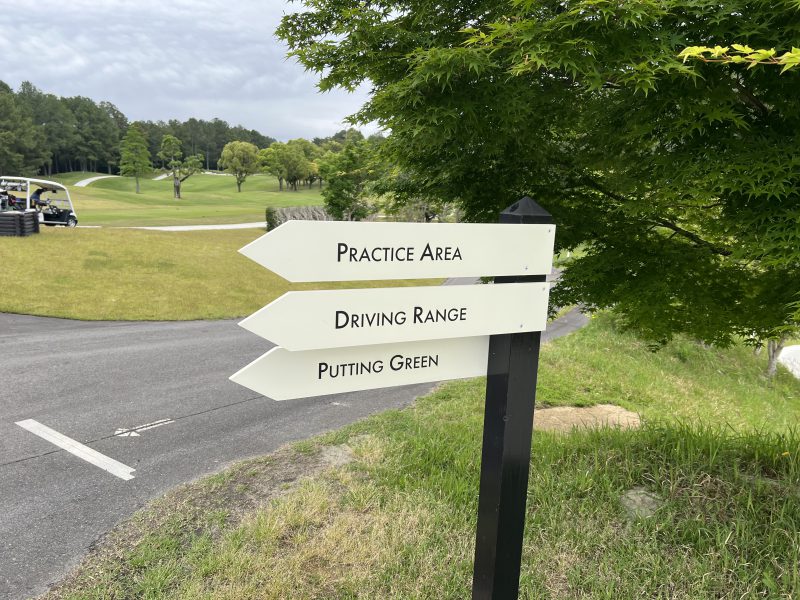 PRACTICE AREA
DRIVING RANGE
PUTTING GREEN